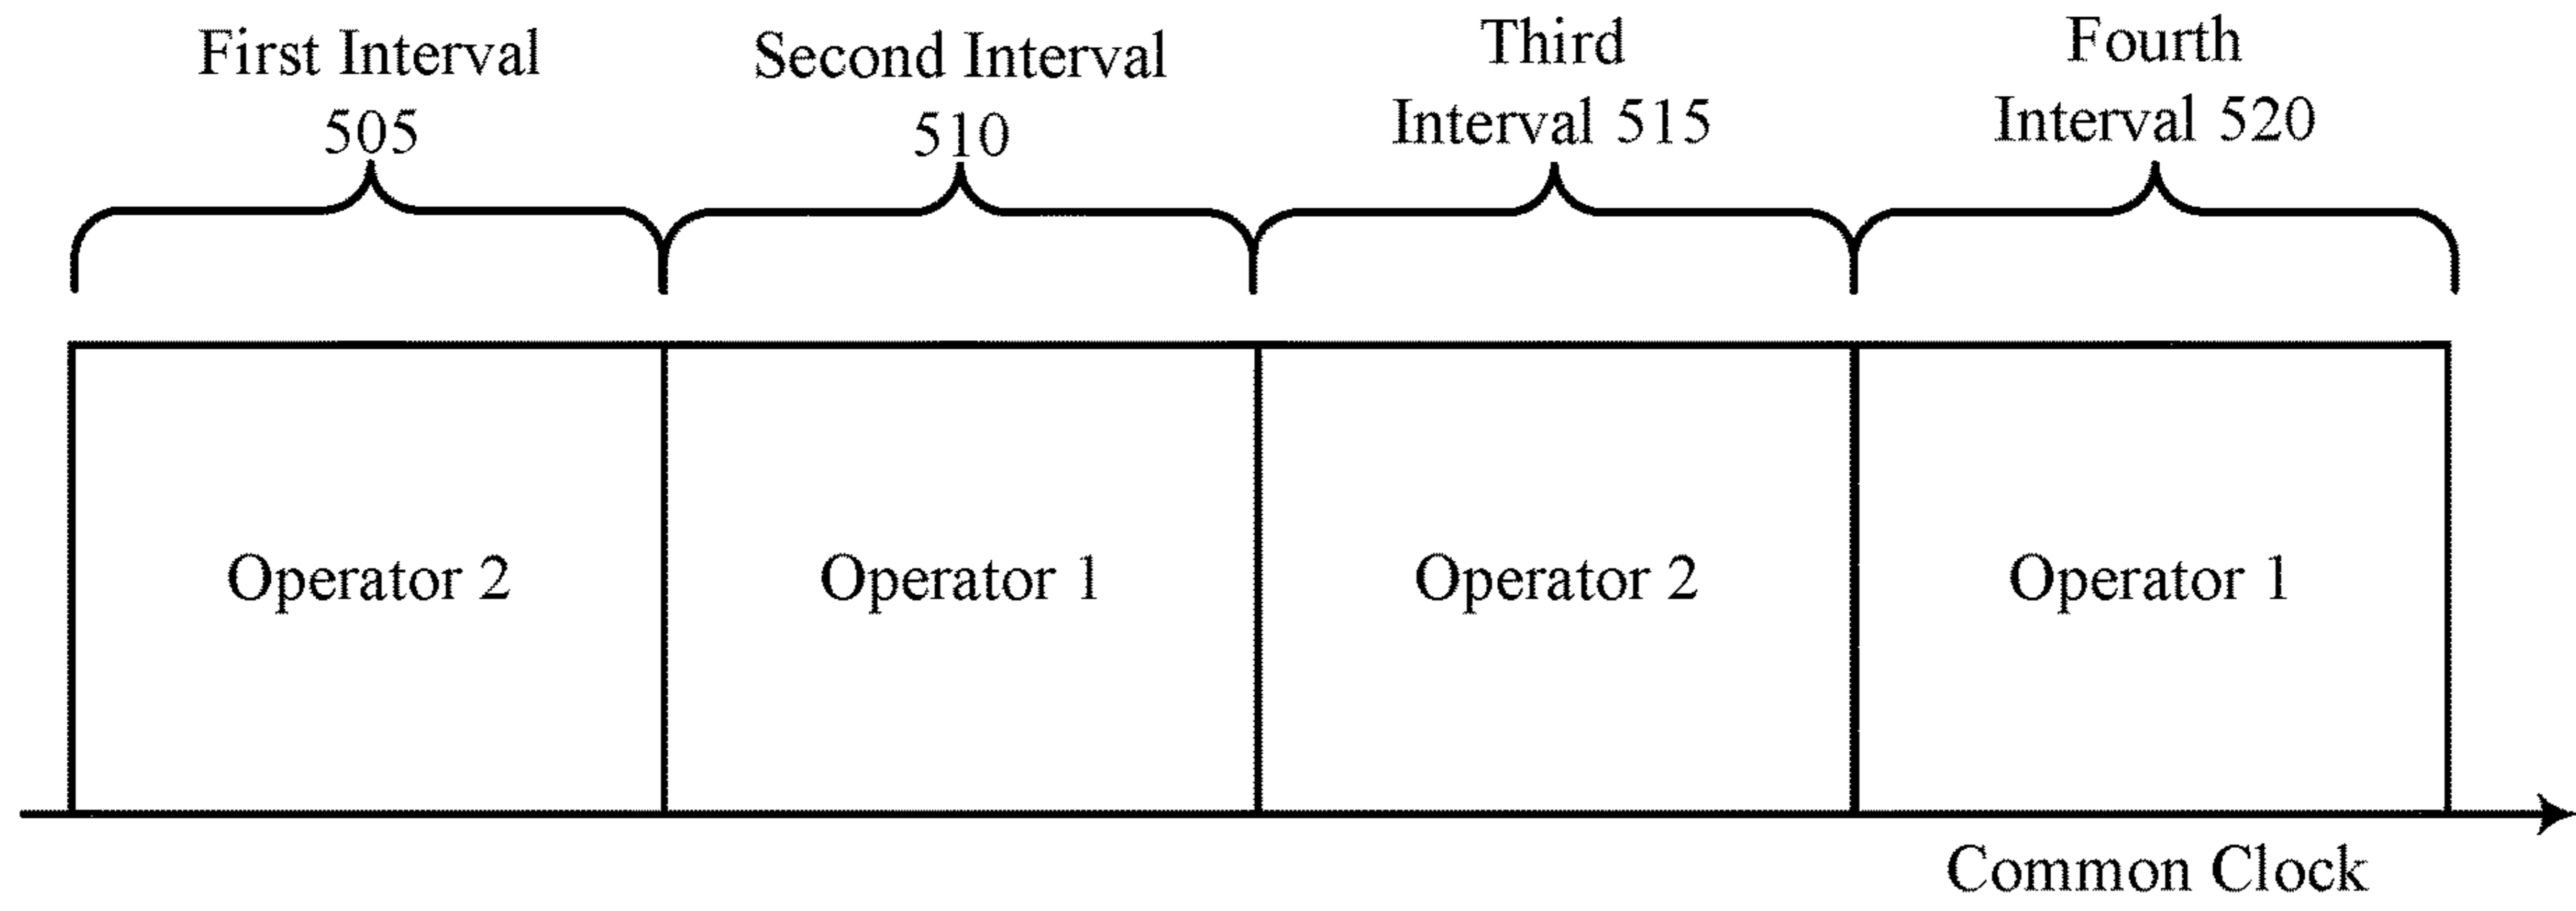 First Interval
505
Second Interval
510
Third
Interval 515
Fourth
Interval 520
Operator 2
Operator 1
Operator 2
Operator 1
Common Clock